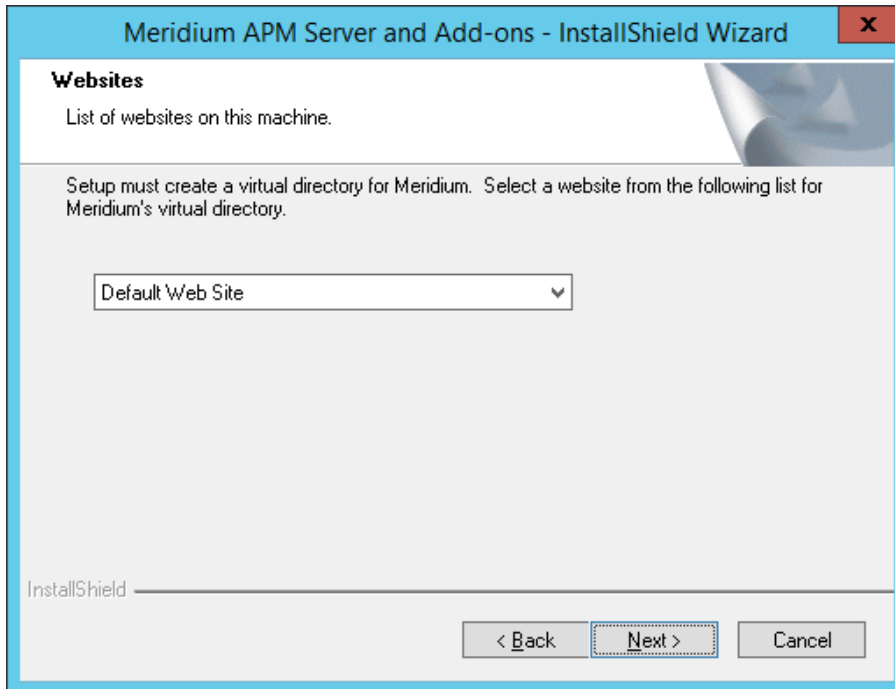 Meridium APM Server and Add-ons - InstallShield Wizard
x
Websites
List of websites on this machine.
Setup must create a virtual directory for Meridium. Select a website from the following list for
Meridium's virtual directory.
Default Web Site
InstallShield
< Back Next > Cancel